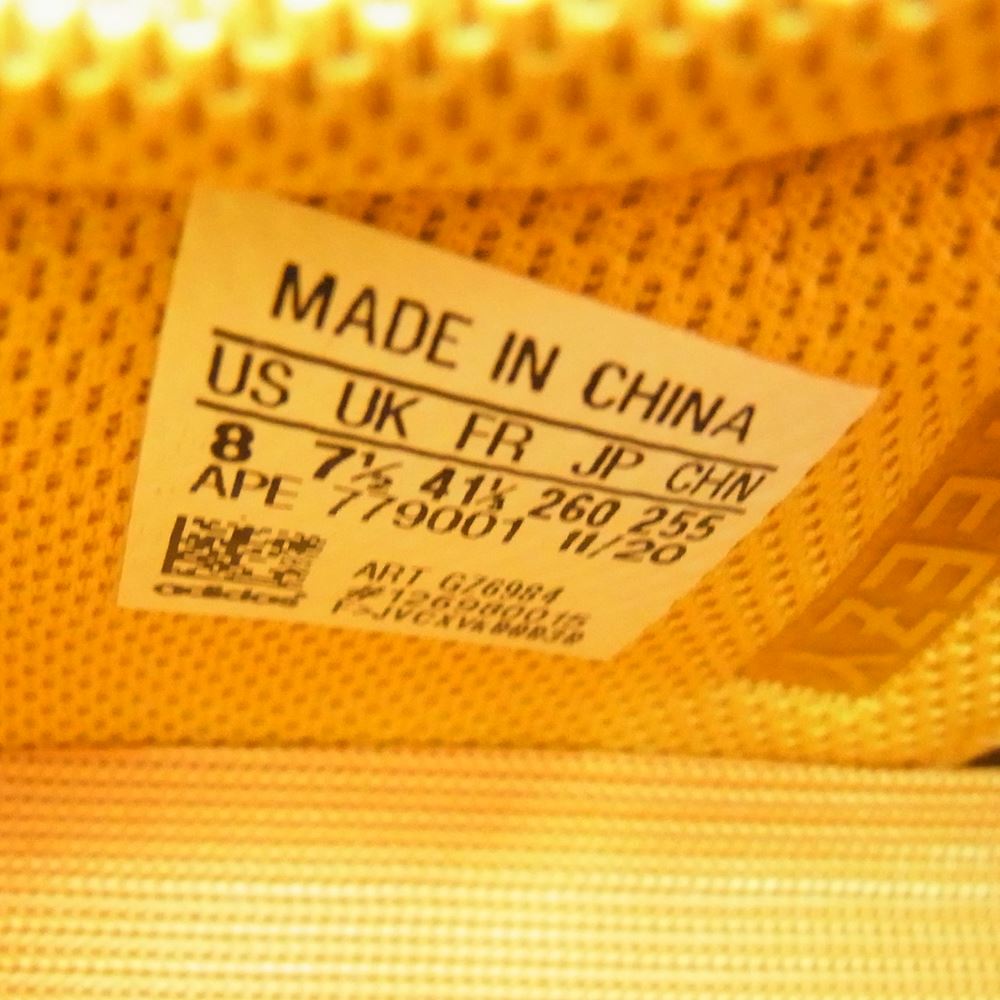 MADE IN CHINA
US UK FR JP CHN
8 7½ 41⅓ 260 255
APE 779001 11/20
ART GZ6984
adidas